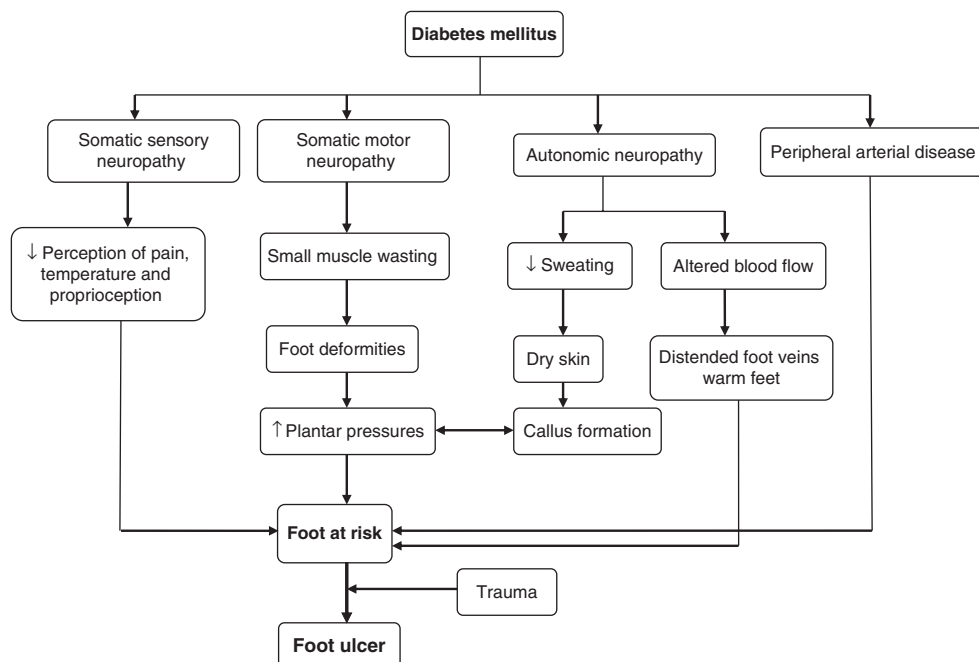 Diabetes mellitus
Somatic sensory
neuropathy
Somatic motor
neuropathy
Autonomic neuropathy
Peripheral arterial disease
↓ Perception of pain,
temperature and
proprioception
Small muscle wasting
↓ Sweating
Altered blood flow
Foot deformities
Dry skin
Distended foot veins
warm feet
↑ Plantar pressures
Callus formation
Foot at risk
Trauma
Foot ulcer